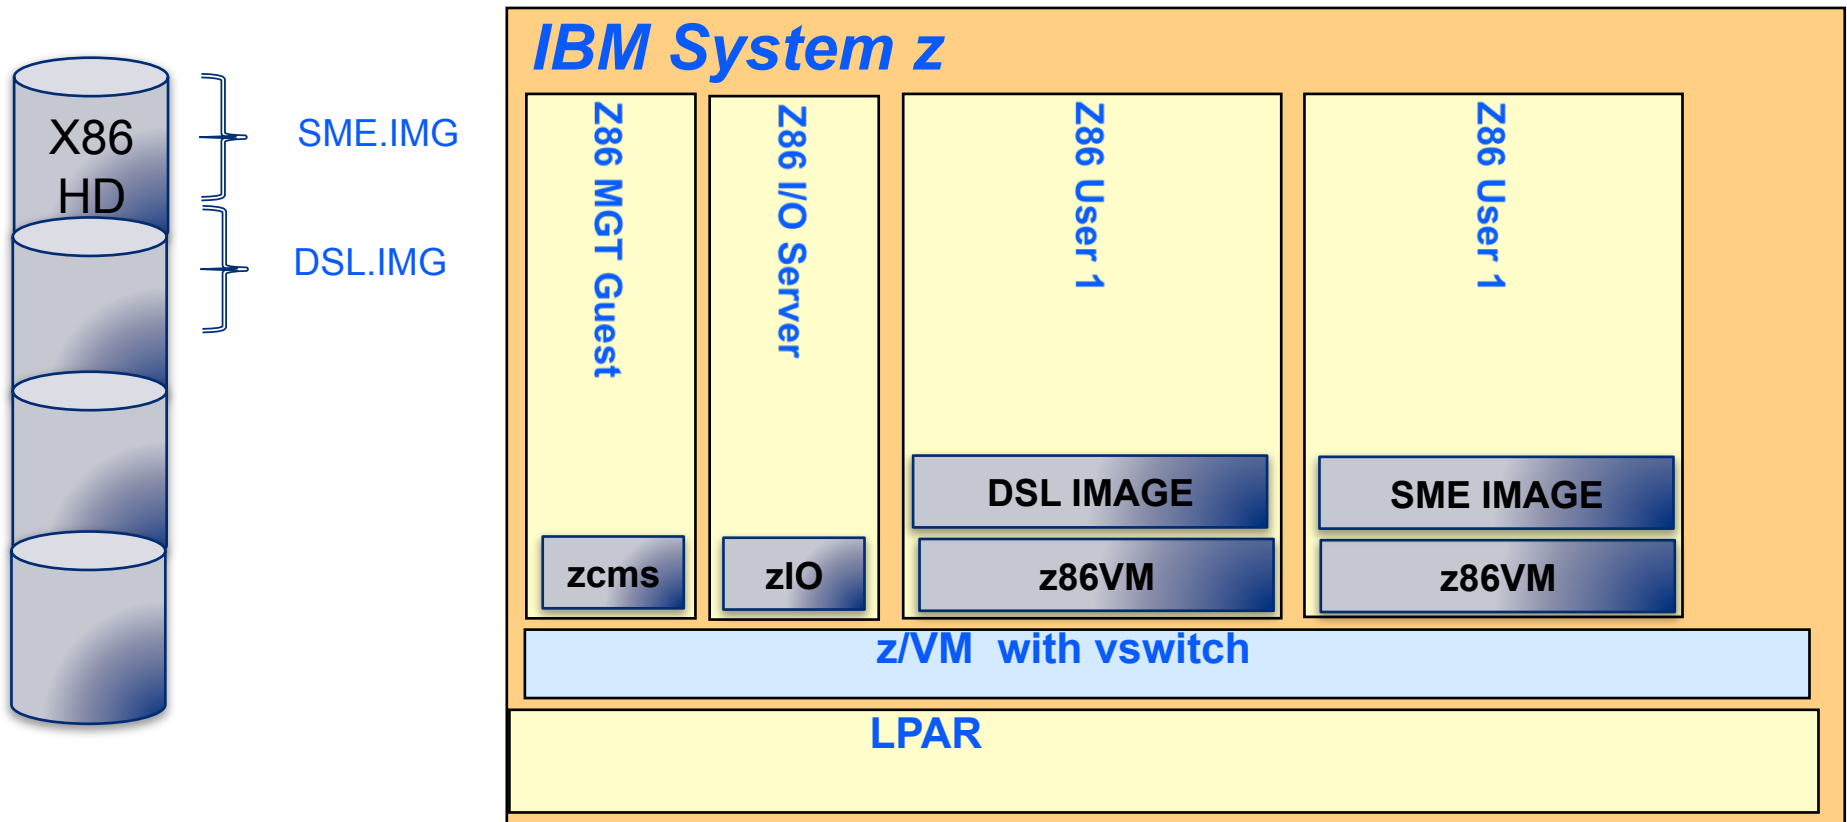 X86
HD
SME.IMG
DSL.IMG
IBM System z
Z86 MGT Guest
Z86 I/O Server
Z86 User 1
Z86 User 1
DSL IMAGE
SME IMAGE
zcms
zIO
z86VM
z86VM
z/VM  with vswitch
LPAR